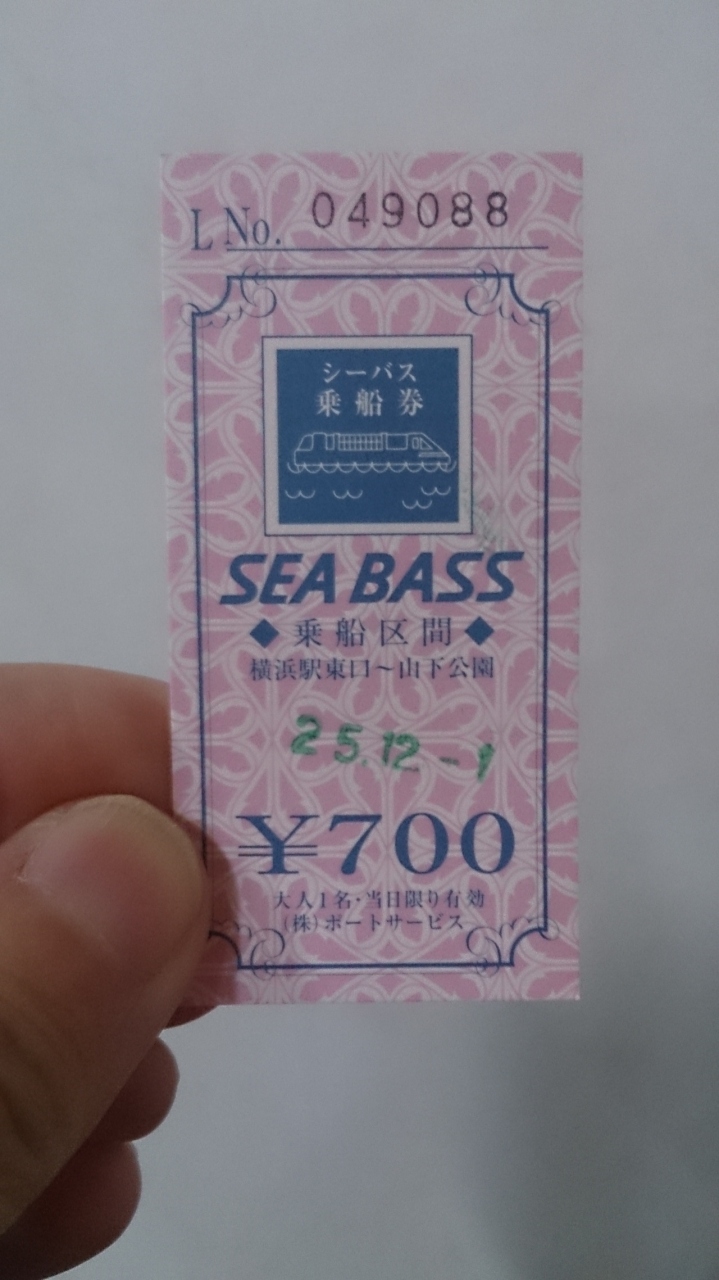 L No. 049088
シーバス
乗船券
SEA BASS
◆乗船区間◆
横浜駅東口～山下公園
25.12-1
¥700
大人1名・当日限り有効
(株)ポートサービス